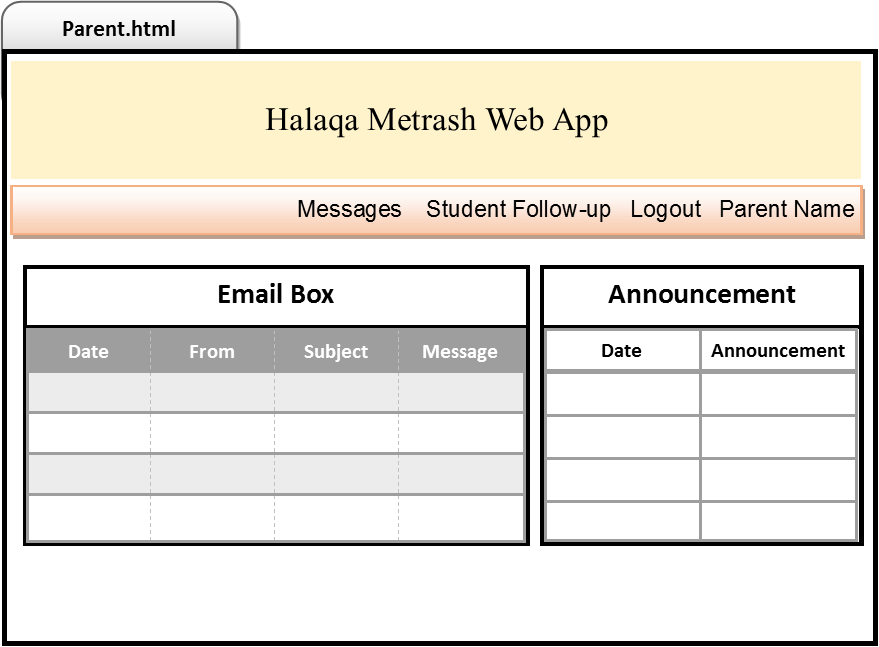 Parent.html
Halaqa Metrash Web App
Messages Student Follow-up Logout Parent Name
Email Box
Date From Subject Message
Announcement
Date Announcement